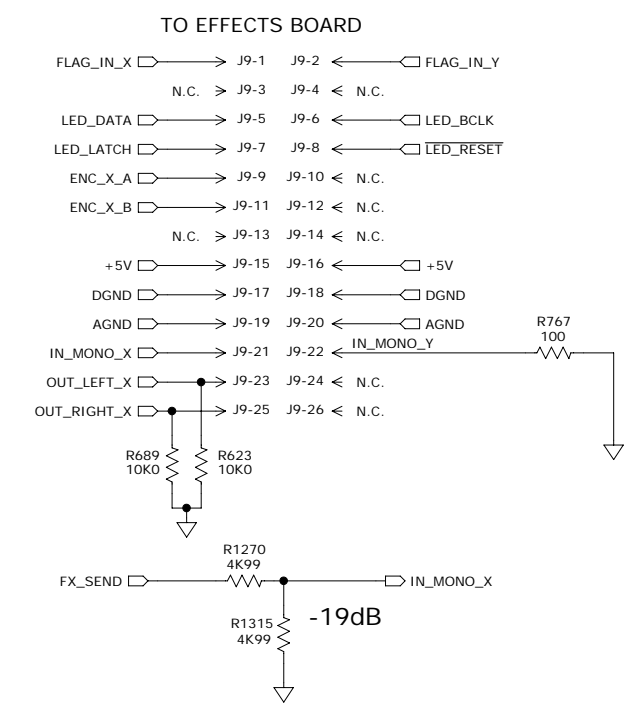 TO EFFECTS BOARD
FLAG_IN_X J9-1 J9-2 FLAG_IN_Y
N.C. J9-3 J9-4 N.C.
LED_DATA J9-5 J9-6 LED_BCLK
LED_LATCH J9-7 J9-8 LED_RESET
ENC_X_A J9-9 J9-10 N.C.
ENC_X_B J9-11 J9-12 N.C.
N.C. J9-13 J9-14 N.C.
+5V J9-15 J9-16 +5V
DGND J9-17 J9-18 DGND
AGND J9-19 J9-20 AGND
R767
100
IN_MONO_X J9-21 J9-22 IN_MONO_Y
OUT_LEFT_X J9-23 J9-24 N.C.
OUT_RIGHT_X J9-25 J9-26 N.C.
R689 R623
10K0 10K0
R1270
4K99
FX_SEND IN_MONO_X
R1315
4K99
-19dB